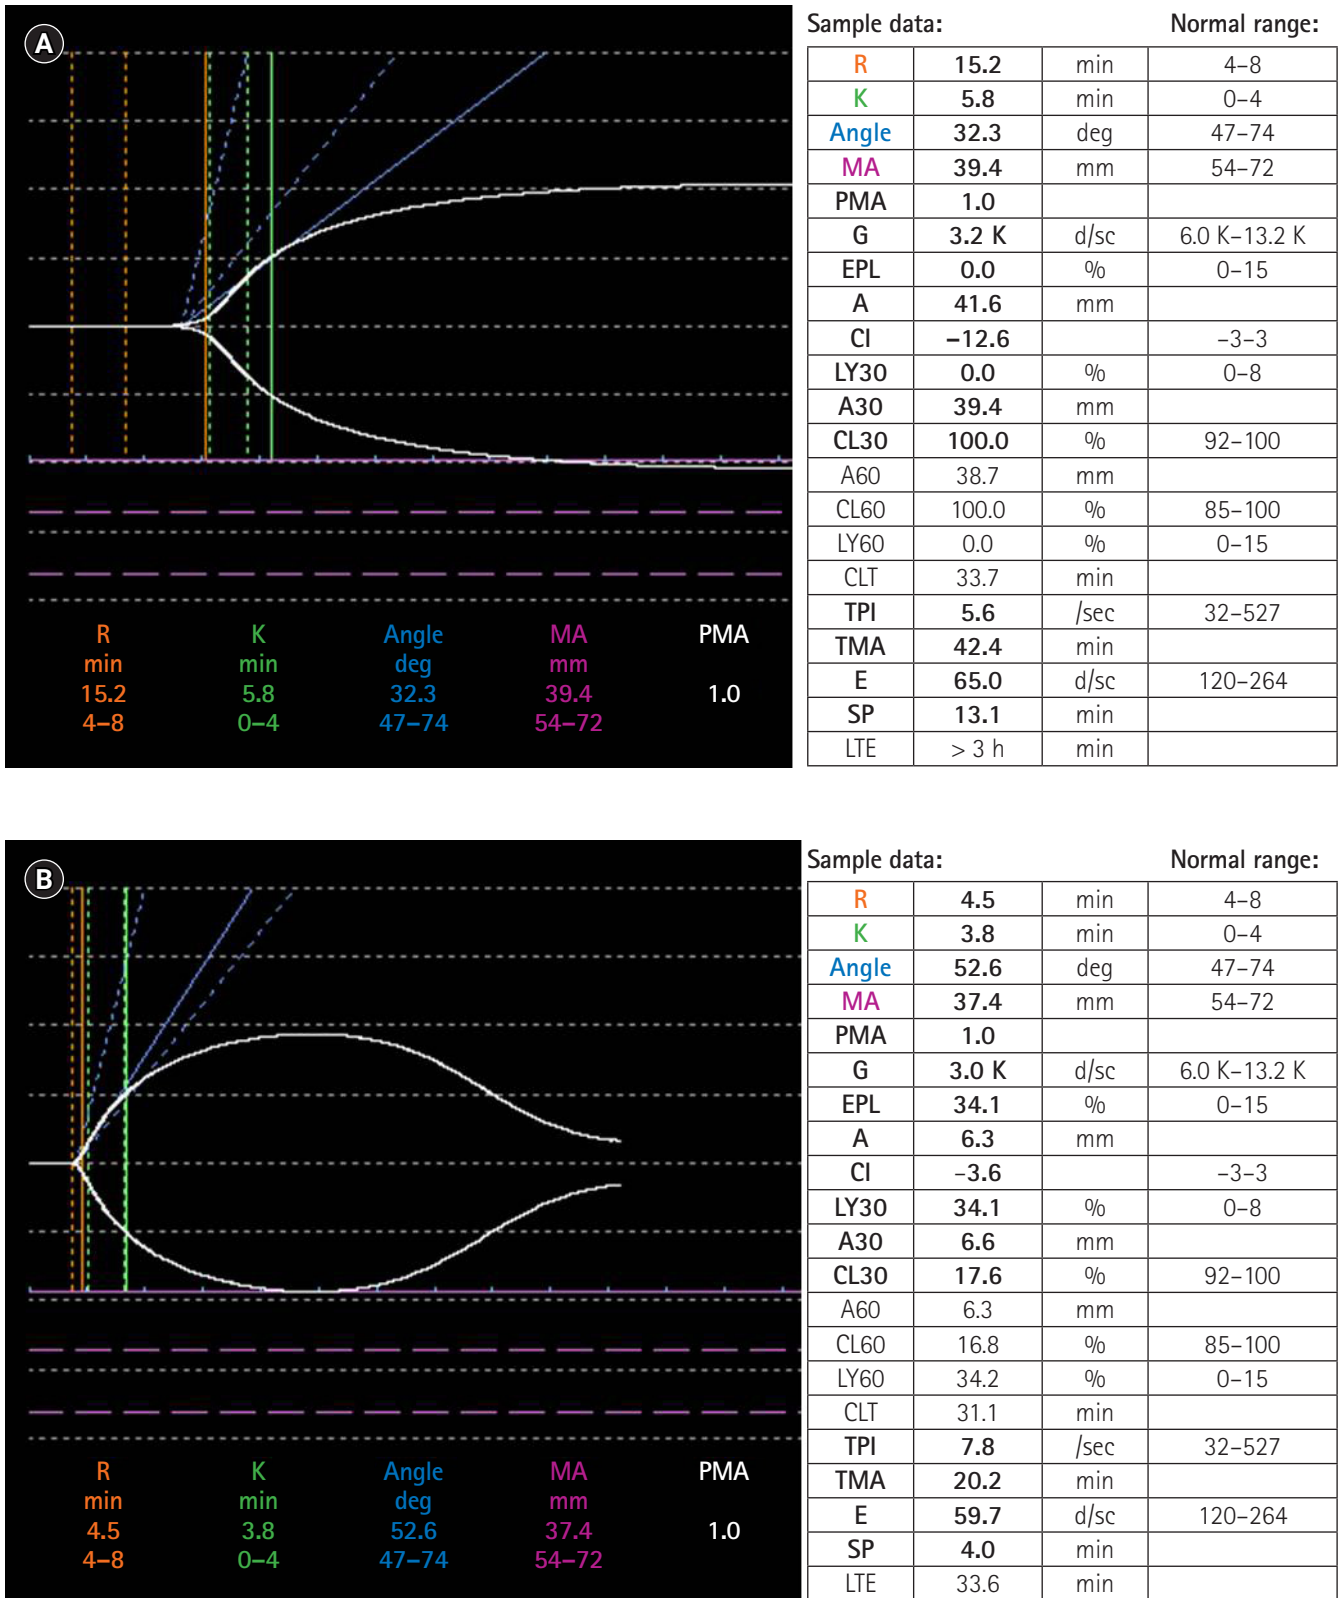 A
Sample data: Normal range:
R 15.2 min 4–8
K 5.8 min 0–4
Angle 32.3 deg 47–74
MA 39.4 mm 54–72
PMA 1.0
G 3.2 K d/sc 6.0 K–13.2 K
EPL 0.0 % 0–15
A 41.6 mm
CI –12.6 –3–3
LY30 0.0 % 0–8
A30 39.4 mm
CL30 100.0 % 92–100
A60 38.7 mm
CL60 100.0 % 85–100
LY60 0.0 % 0–15
CLT 33.7 min
TPI 5.6 /sec 32–527
TMA 42.4 min
E 65.0 d/sc 120–264
SP 13.1 min
LTE > 3 h min
R K Angle MA PMA
min min deg mm
15.2 5.8 32.3 39.4 1.0
4–8 0–4 47–74 54–72
B
Sample data: Normal range:
R 4.5 min 4–8
K 3.8 min 0–4
Angle 52.6 deg 47–74
MA 37.4 mm 54–72
PMA 1.0
G 3.0 K d/sc 6.0 K–13.2 K
EPL 34.1 % 0–15
A 6.3 mm
CI –3.6 –3–3
LY30 34.1 % 0–8
A30 6.6 mm
CL30 17.6 % 92–100
A60 6.3 mm
CL60 16.8 % 85–100
LY60 34.2 % 0–15
CLT 31.1 min
TPI 7.8 /sec 32–527
TMA 20.2 min
E 59.7 d/sc 120–264
SP 4.0 min
LTE 33.6 min
R K Angle MA PMA
min min deg mm
4.5 3.8 52.6 37.4 1.0
4–8 0–4 47–74 54–72